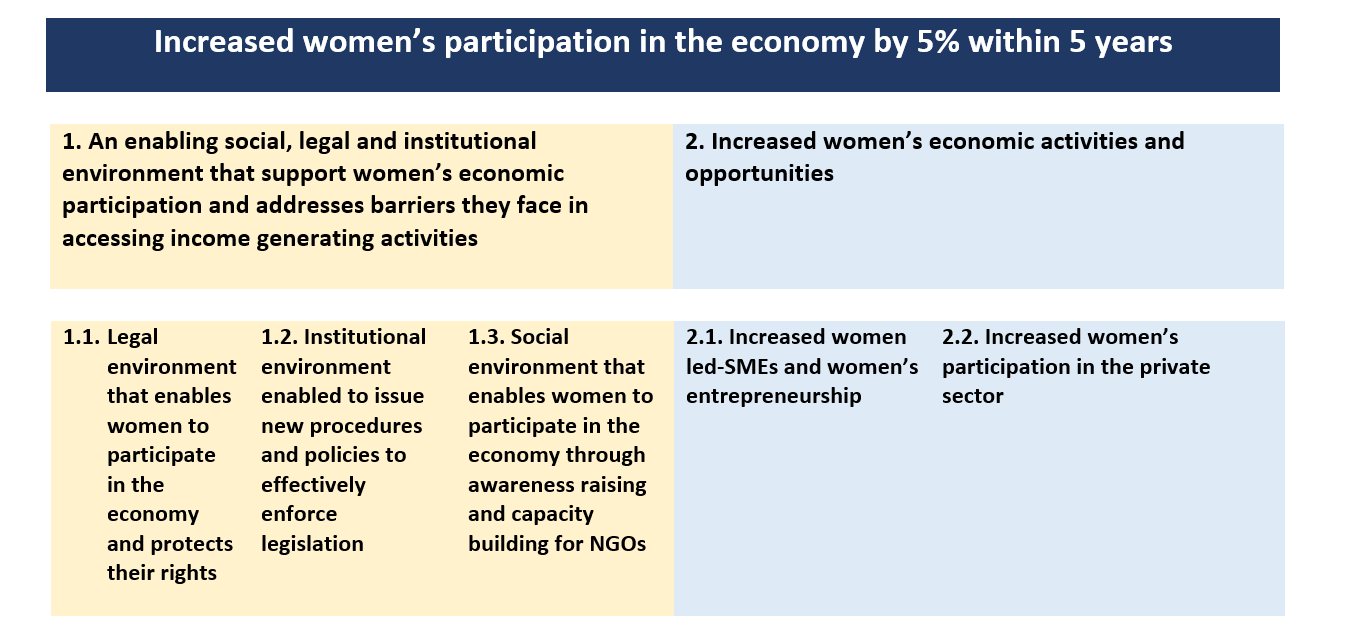 Increased women’s participation in the economy by 5% within 5 years
1. An enabling social, legal and institutional
environment that support women’s economic
participation and addresses barriers they face in
accessing income generating activities
2. Increased women’s economic activities and
opportunities
1.1. Legal
environment
that enables
women to
participate
in the
economy
and protects
their rights
1.2. Institutional
environment
enabled to issue
new procedures
and policies to
effectively
enforce
legislation
1.3. Social
environment that
enables women to
participate in the
economy through
awareness raising
and capacity
building for NGOs
2.1. Increased women
led-SMEs and women’s
entrepreneurship
2.2. Increased women’s
participation in the private
sector